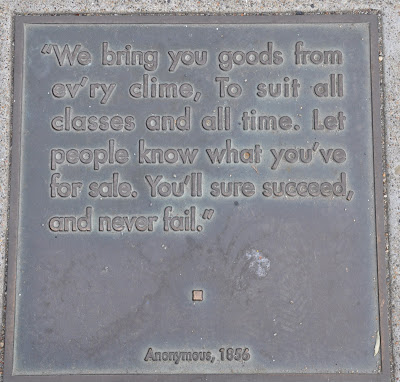 “We bring you goods from
ev’ry clime, To suit all
classes and all time. Let
people know what you’ve
for sale. You’ll sure succeed,
and never fail.”
Anonymous, 1856